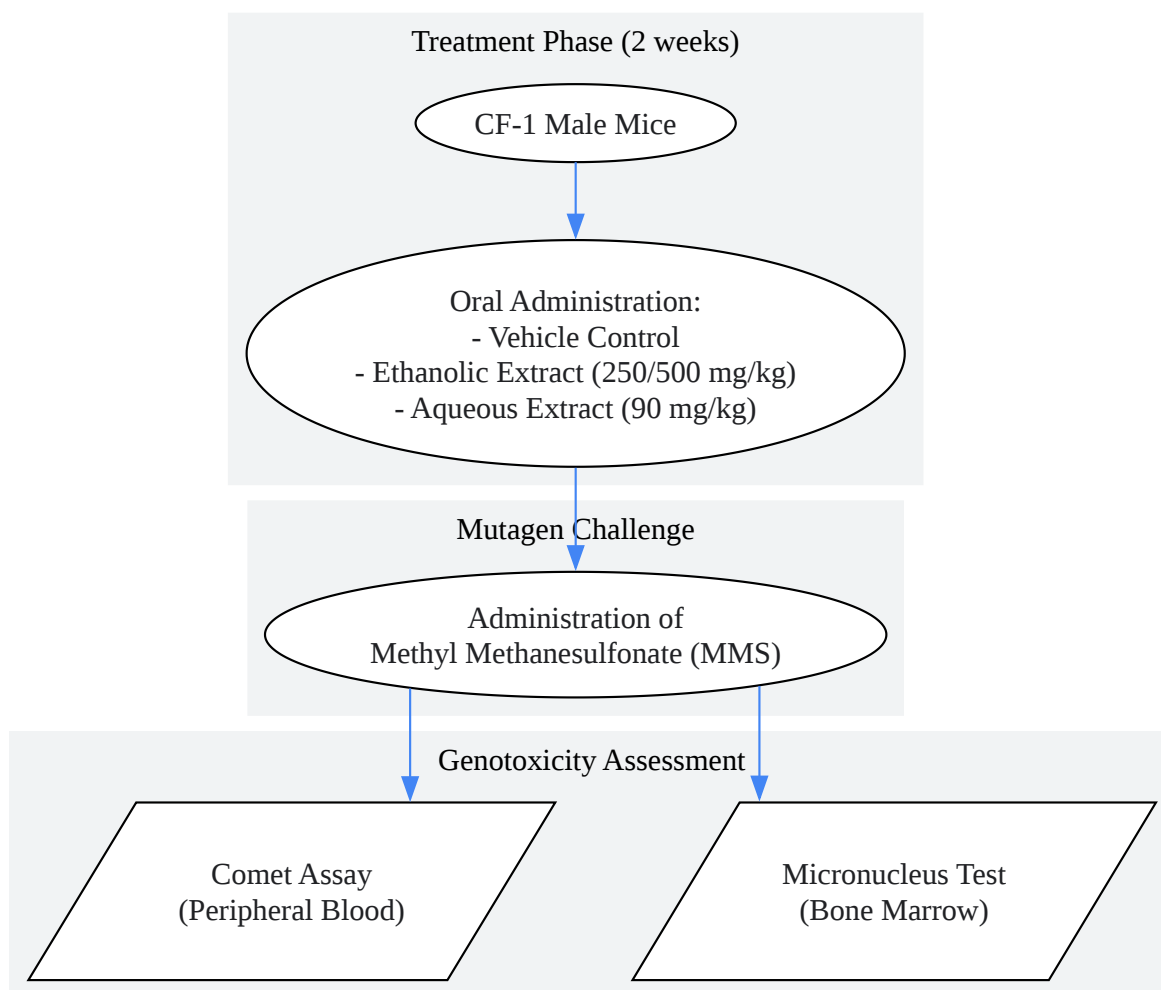 Treatment Phase (2 weeks)
CF-1 Male Mice
Oral Administration:
- Vehicle Control
- Ethanolic Extract (250/500 mg/kg)
- Aqueous Extract (90 mg/kg)
Mutagen Challenge
Administration of
Methyl Methanesulfonate (MMS)
Genotoxicity Assessment
Comet Assay
(Peripheral Blood)
Micronucleus Test
(Bone Marrow)